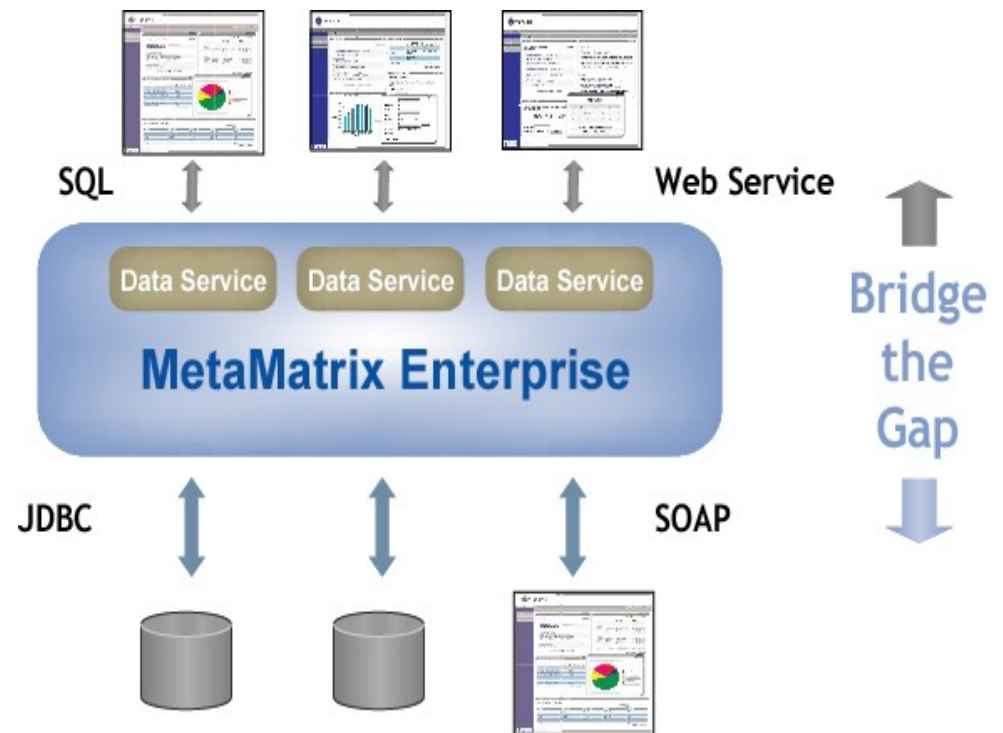 SQL
Web Service
Data Service
Data Service
Data Service
MetaMatrix Enterprise
Bridge
the
Gap
JDBC
SOAP